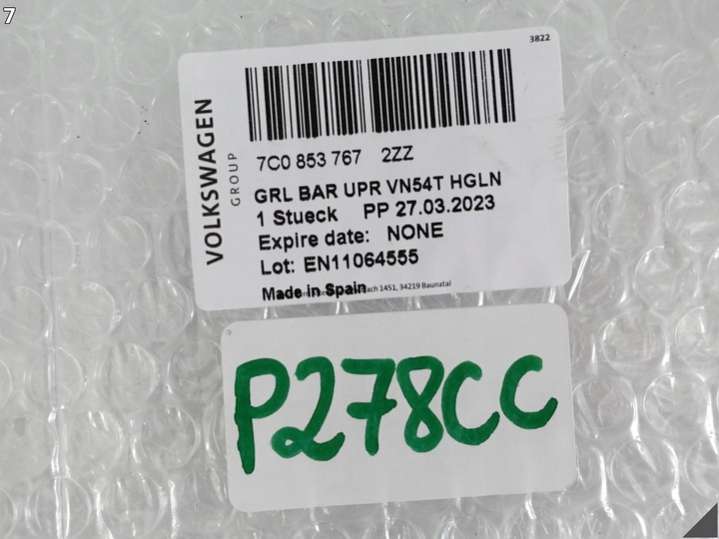 7
3822
VOLKSWAGEN
GROUP
7C0 853 767 2ZZ
GRL BAR UPR VN54T HGLN
1 Stueck PP 27.03.2023
Expire date: NONE
Lot: EN11064555
Made in Spain
1451, 34219 Baunatal
P278CC